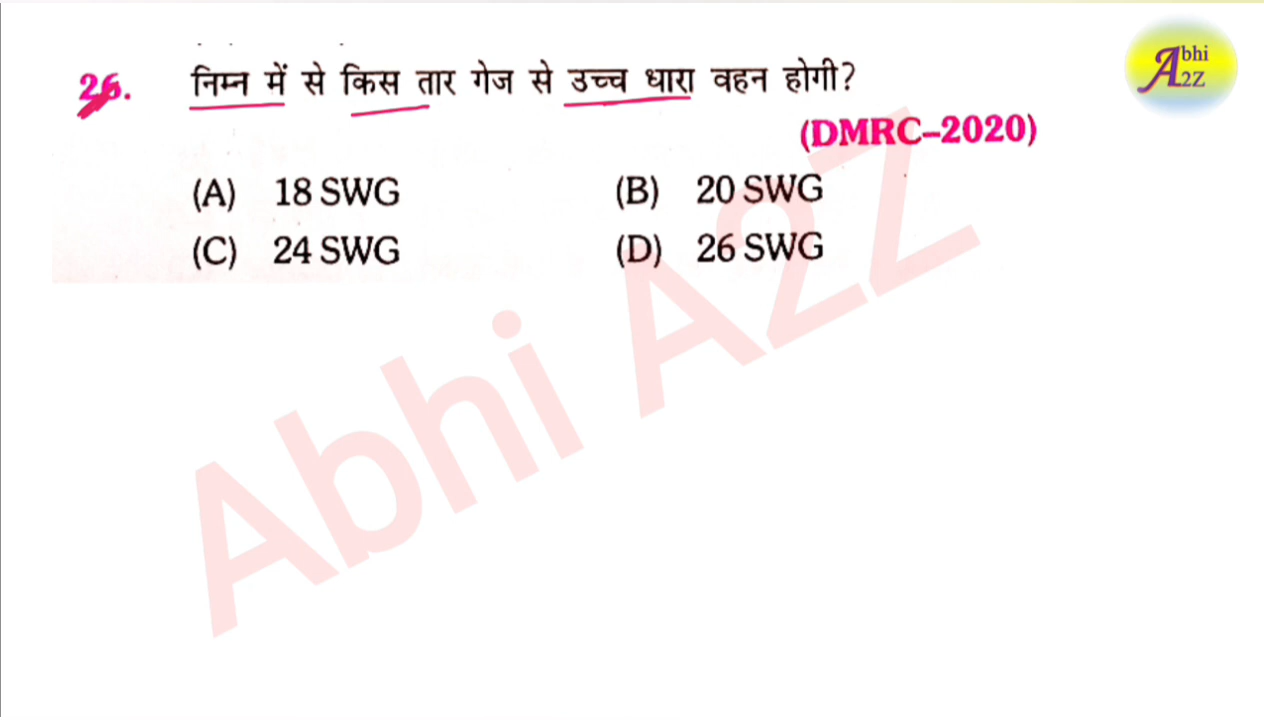 Abhi
A2Z
26. निम्न में से किस तार गेज से उच्च धारा वहन होगी?
(DMRC–2020)
(A) 18 SWG (B) 20 SWG
(C) 24 SWG (D) 26 SWG
Abhi A2Z